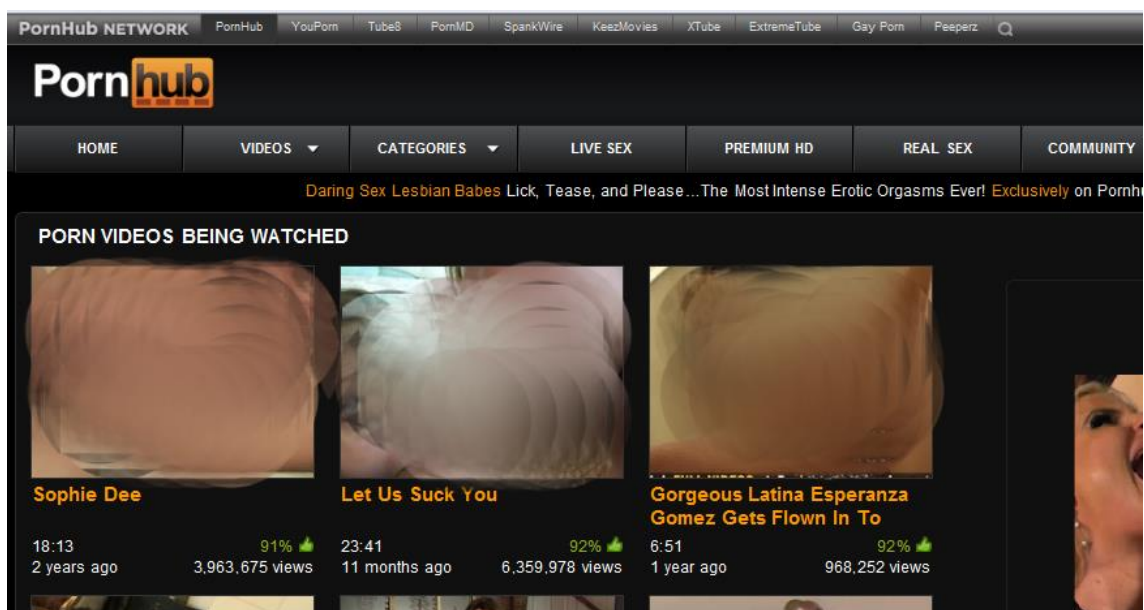 PornHub NETWORK PornHub YouPorn Tube8 PornMD SpankWire KeezMovies XTube ExtremeTube Gay Porn Peeperz
Pornhub
HOME VIDEOS CATEGORIES LIVE SEX PREMIUM HD REAL SEX COMMUNITY
Daring Sex Lesbian Babes Lick, Tease, and Please...The Most Intense Erotic Orgasms Ever! Exclusively on Pornhu
PORN VIDEOS BEING WATCHED
Sophie Dee
18:13 91%
2 years ago 3,963,675 views
Let Us Suck You
23:41 92%
11 months ago 6,359,978 views
Gorgeous Latina Esperanza
Gomez Gets Flown In To
6:51 92%
1 year ago 968,252 views